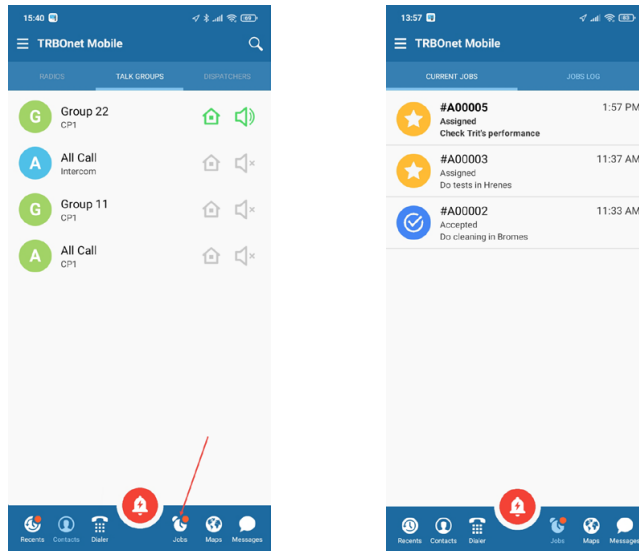 15:40
TRBOnet Mobile
RADIOS TALK GROUPS DISPATCHERS
G Group 22
CP1
A All Call
Intercom
G Group 11
CP1
A All Call
CP1
Recents Contacts Dialer Jobs Maps Messages
13:57
TRBOnet Mobile
CURRENT JOBS JOBS LOG
#A00005 1:57 PM
Assigned
Check Trit's performance
#A00003 11:37 AM
Assigned
Do tests in Hrenes
#A00002 11:33 AM
Accepted
Do cleaning in Bromes
Recents Contacts Dialer Jobs Maps Messages